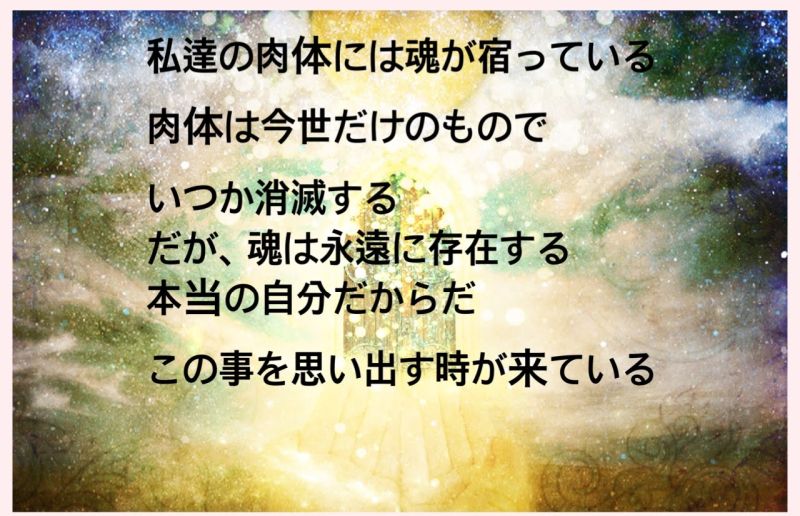 私達の肉体には魂が宿っている
肉体は今世だけのもので
いつか消滅する
だが、魂は永遠に存在する
本当の自分だからだ
この事を思い出す時が来ている